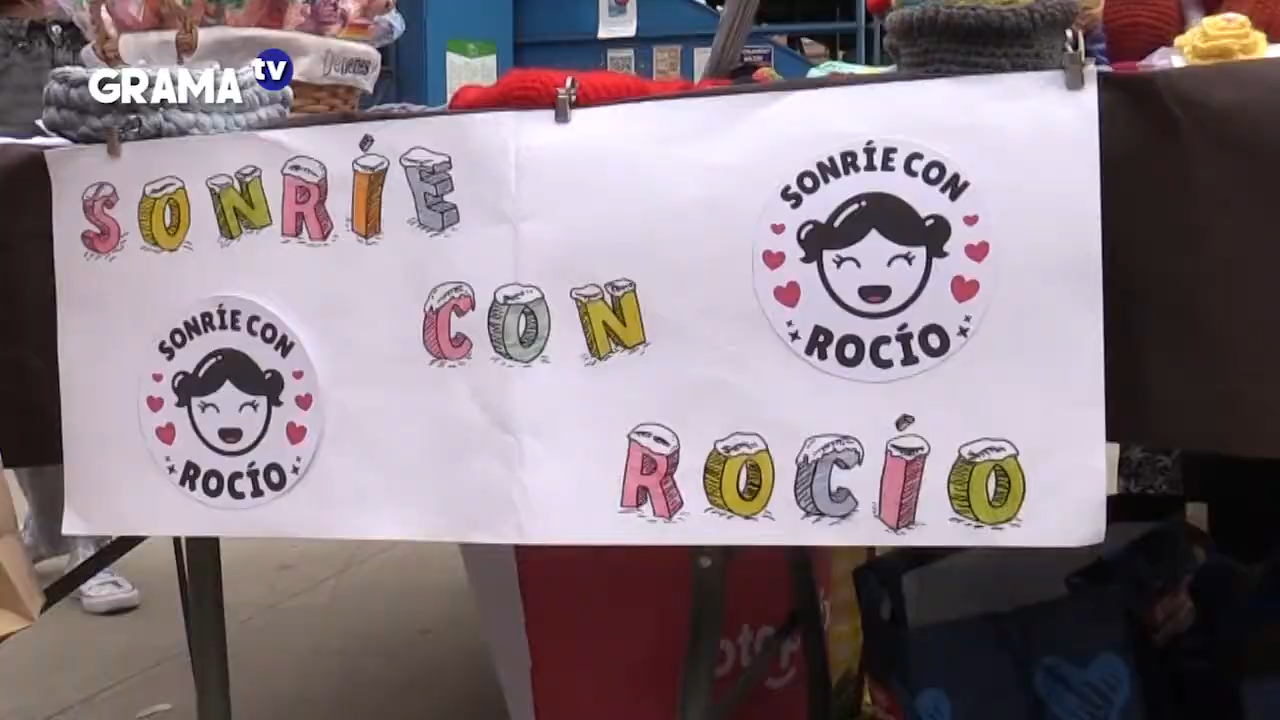 GRAMA tv
SONRÍE
CON
ROCÍO
SONRÍE CON
ROCÍO
SONRÍE CON
ROCÍO